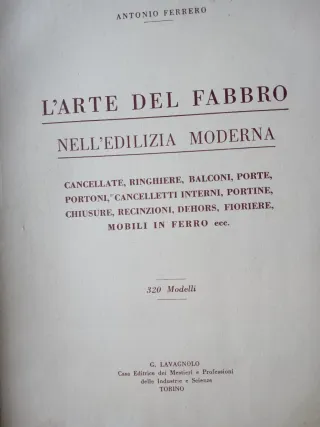 ANTONIO FERRERO
L'ARTE DEL FABBRO
NELL'EDILIZIA MODERNA
CANCELLATE, RINGHIERE, BALCONI, PORTE,
PORTONI, CANCELLETTI INTERNI, PORTINE,
CHIUSURE, RECINZIONI, DEHORS, FIORIERE,
MOBILI IN FERRO ecc.
320 Modelli
G. LAVAGNOLO
Casa Editrice dei Mestieri e Professioni
delle Industrie e Scienze
TORINO